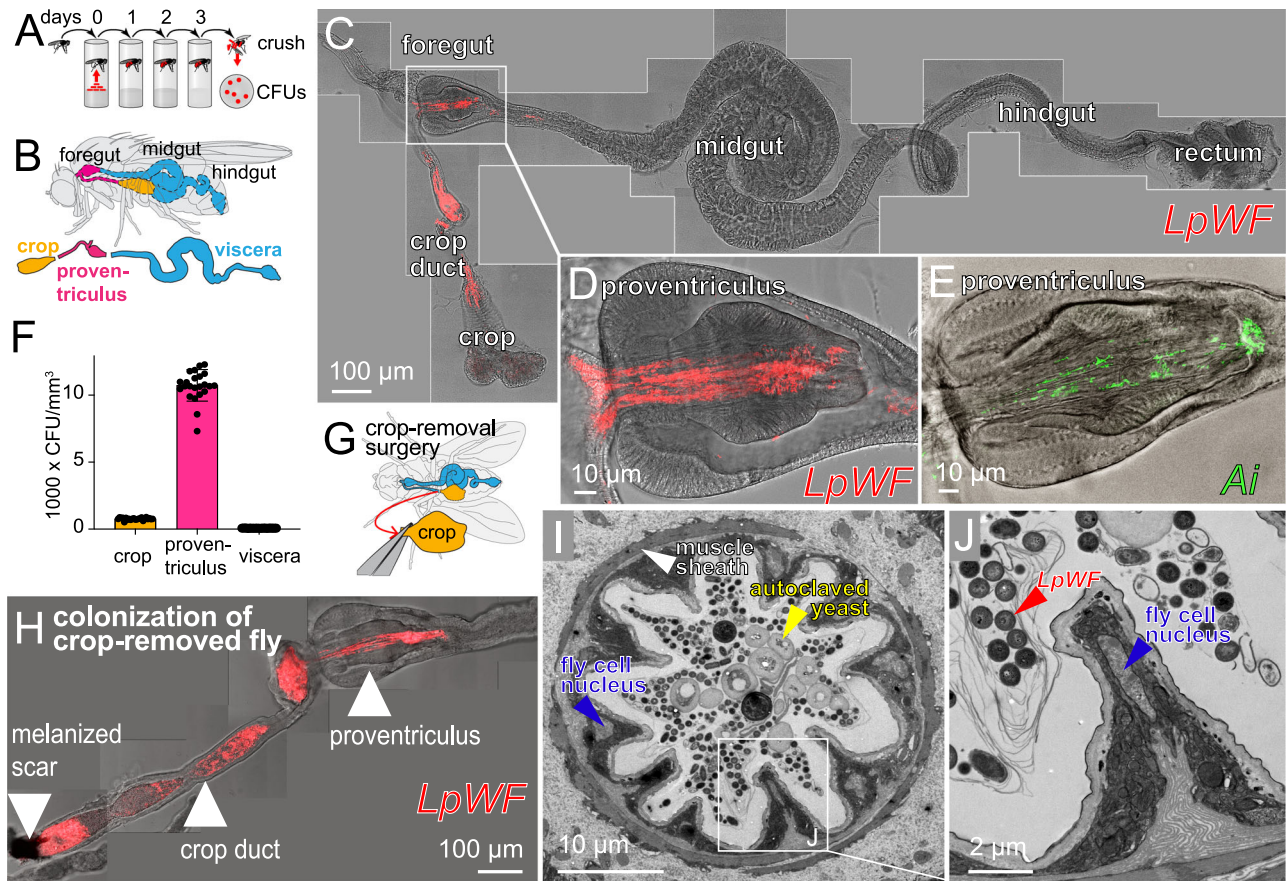 A
days 0 1 2 3
crush
CFUs
B
foregut
midgut
hindgut
crop
proven-
triculus
viscera
C
foregut
midgut
hindgut
rectum
crop
duct
crop
100 µm
LpWF
D
proventriculus
10 µm
LpWF
E
proventriculus
10 µm
Ai
F
1000 x CFU/mm³
10
5
0
crop
proven-
triculus
viscera
G
crop-removal
surgery
crop
H
colonization of
crop-removed fly
melanized
scar
proventriculus
crop duct
LpWF
100 µm
I
muscle
sheath
autoclaved
yeast
fly cell
nucleus
J
10 µm
J
LpWF
fly cell
nucleus
2 µm